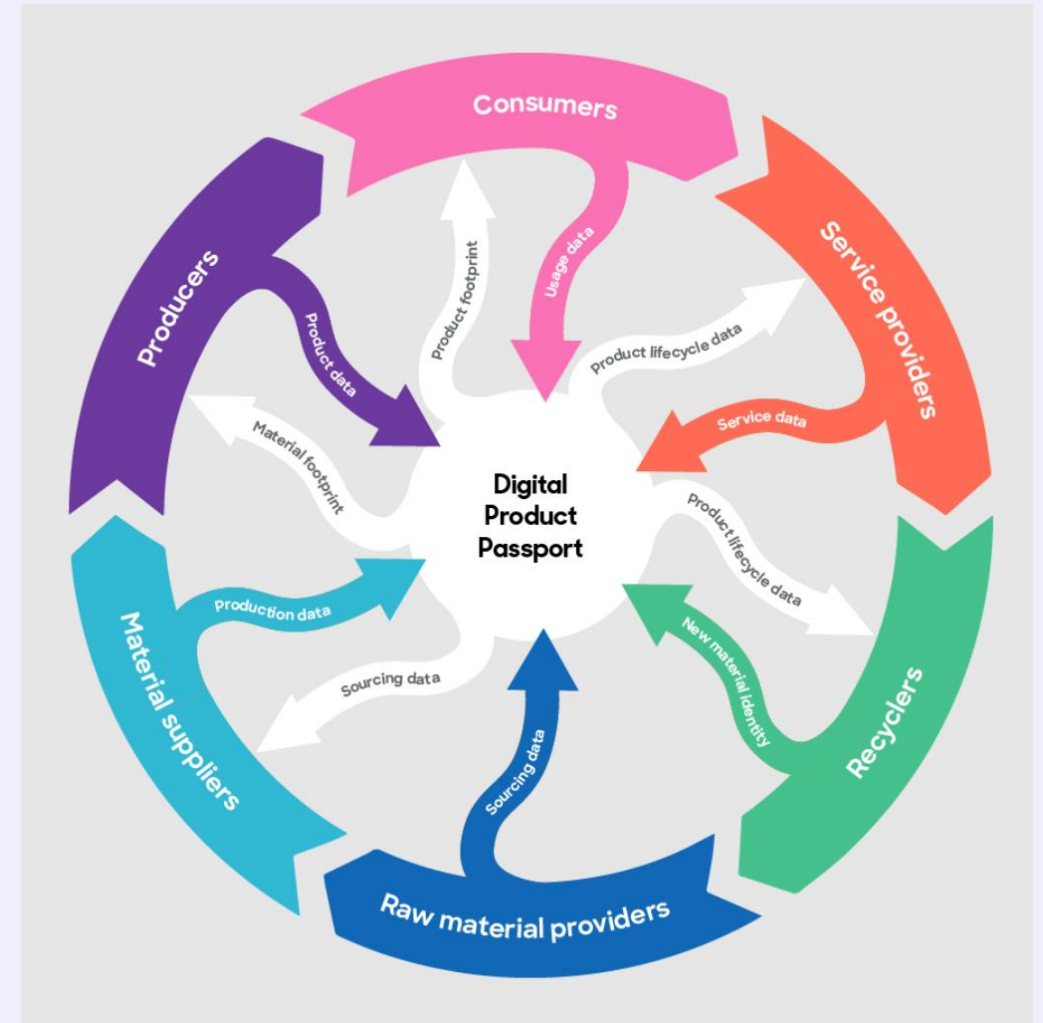 Consumers
Service providers
Recyclers
Raw material providers
Material suppliers
Producers
Product footprint
Usage data
Product lifecycle data
Service data
Product lifecycle data
New material identity
Sourcing data
Sourcing data
Production data
Material footprint
Product data
Digital
Product
Passport